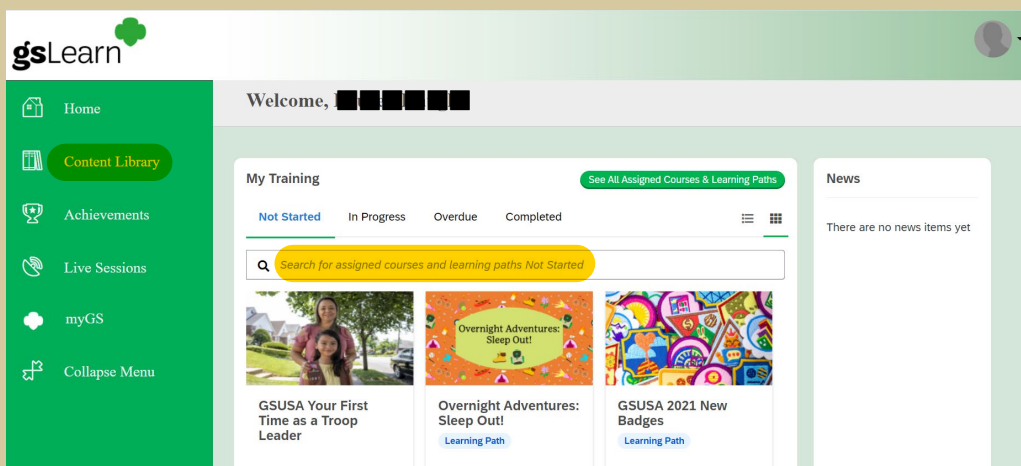 gsLearn
Home
Content Library
Achievements
Live Sessions
myGS
Collapse Menu
Welcome,
My Training
See All Assigned Courses & Learning Paths
Not Started In Progress Overdue Completed
Search for assigned courses and learning paths Not Started
Overnight Adventures:
Sleep Out!
GSUSA Your First
Time as a Troop
Leader
Overnight Adventures:
Sleep Out!
Learning Path
GSUSA 2021 New
Badges
Learning Path
News
There are no news items yet